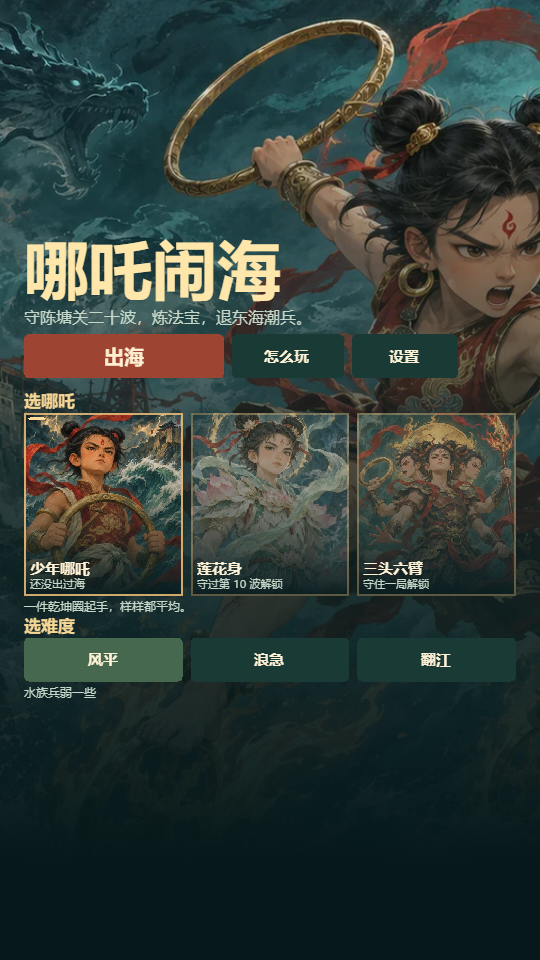 哪吒闹海
守陈塘关二十波，炼法宝，退东海潮兵。
出海
怎么玩
设置
选哪吒
少年哪吒
还没出过海
莲花身
守过第 10 波解锁
三头六臂
守住一局解锁
一件乾坤圈起手，样样都平均。
选难度
风平
浪急
翻江
水族兵弱一些